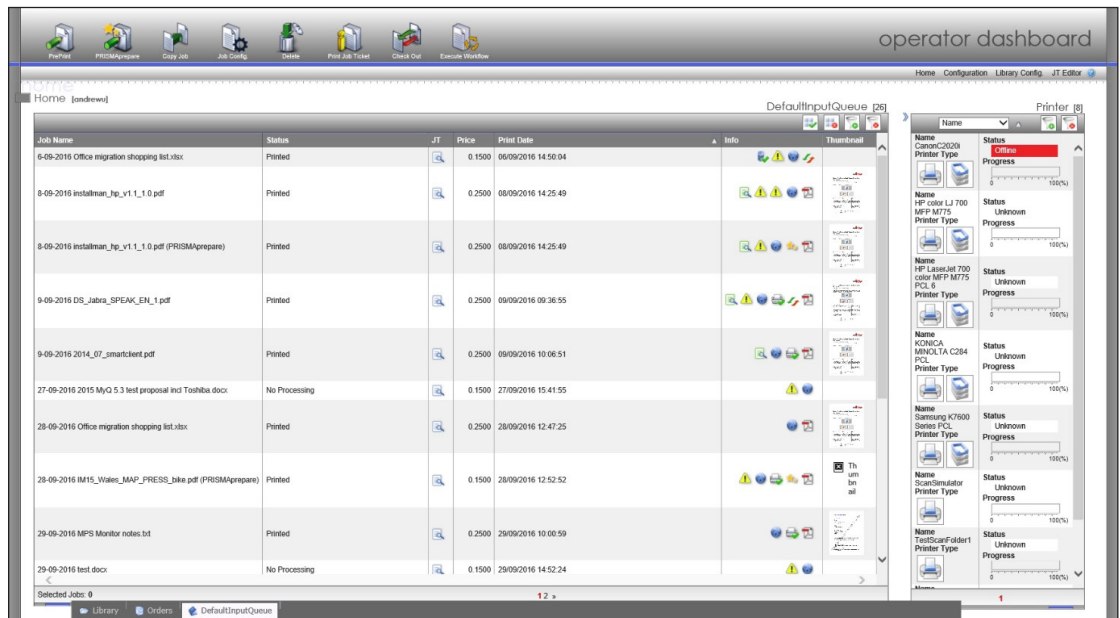 operator dashboard
PrePrint PRISMAprepare Copy Job Job Config. Delete Print Job Ticket Check Out Execute Workflow
Home Configuration Library Config. JT Editor
home
Home [andrewu]
DefaultInputQueue [26]
Printer [8]
Job Name Status JT Price Print Date Info Thumbnail
6-09-2016 Office migration shopping list.xlsx Printed 0.1500 06/09/2016 14:50:04
8-09-2016 installman_hp_v1.1_1.0.pdf Printed 0.2500 08/09/2016 14:25:49
8-09-2016 installman_hp_v1.1_1.0.pdf (PRISMAprepare) Printed 0.2500 08/09/2016 14:25:49
9-09-2016 DS_Jabra_SPEAK_EN_1.pdf Printed 0.2500 09/09/2016 09:36:55
9-09-2016 2014_07_smartclient.pdf Printed 0.2500 09/09/2016 10:06:51
27-09-2016 2015 MyQ 5.3 test proposal incl Toshiba.docx No Processing 0.1500 27/09/2016 15:41:55
28-09-2016 Office migration shopping list.xlsx Printed 0.2500 28/09/2016 12:47:25
28-09-2016 IM15_Wales_MAP_PRESS_bike.pdf (PRISMAprepare) Printed 0.1500 28/09/2016 12:52:52
Th
um
bn
ail
29-09-2016 MPS Monitor notes.txt Printed 0.2500 29/09/2016 10:00:59
29-09-2016 test.docx No Processing 0.1500 29/09/2016 14:52:24
Selected Jobs: 0
1 2 »
Name
Name
CanonC2020i
Printer Type
Status
Offline
Progress
0 100(%)
Name
HP color LJ 700
MFP M775
Printer Type
Status
Unknown
Progress
0 100(%)
Name
HP LaserJet 700
color MFP M775
PCL 6
Printer Type
Status
Unknown
Progress
0 100(%)
Name
KONICA
MINOLTA C284
PCL
Printer Type
Status
Unknown
Progress
0 100(%)
Name
Samsung K7600
Series PCL
Printer Type
Status
Unknown
Progress
0 100(%)
Name
ScanSimulator
Printer Type
Status
Unknown
Progress
0 100(%)
Name
TestScanFolder1
Printer Type
Status
Unknown
Progress
0 100(%)
Name
1
Library Orders DefaultInputQueue